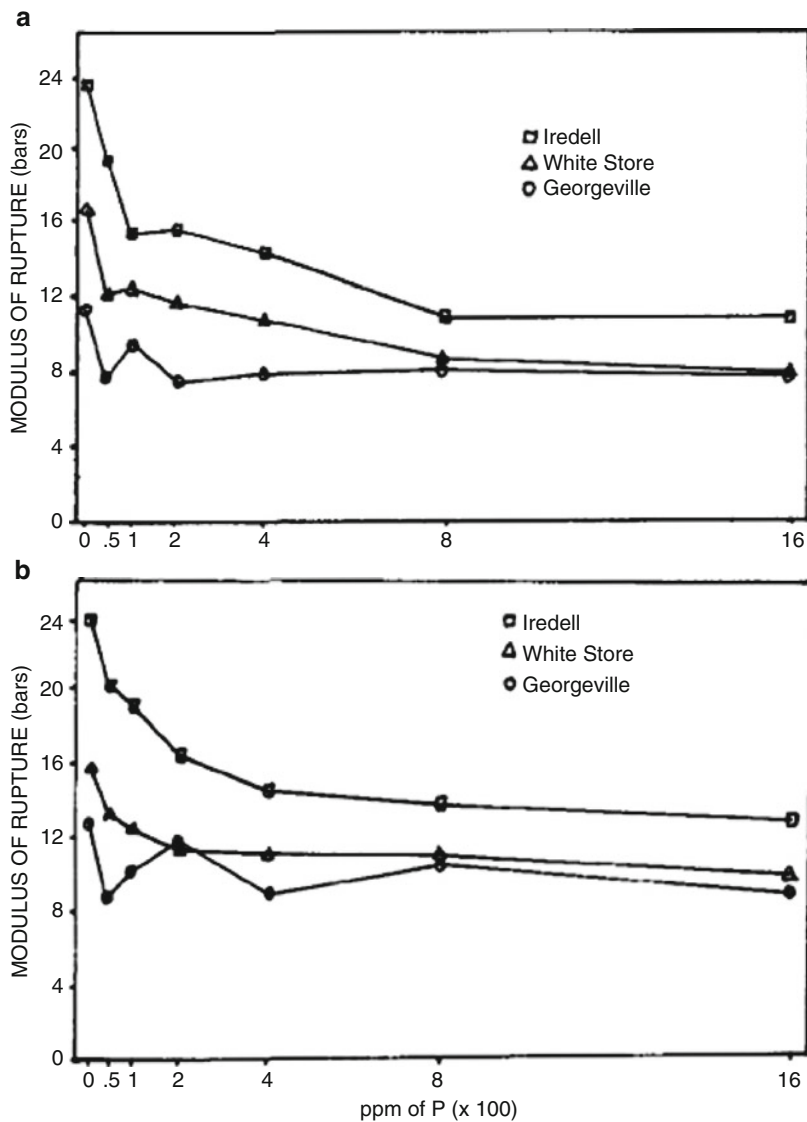 a
MODULUS OF RUPTURE (bars)
24
20
16
12
8
4
0
Iredell
White Store
Georgeville
0 .5 1 2 4 8 16
b
MODULUS OF RUPTURE (bars)
24
20
16
12
8
4
0
Iredell
White Store
Georgeville
0 .5 1 2 4 8 16
ppm of P (x 100)